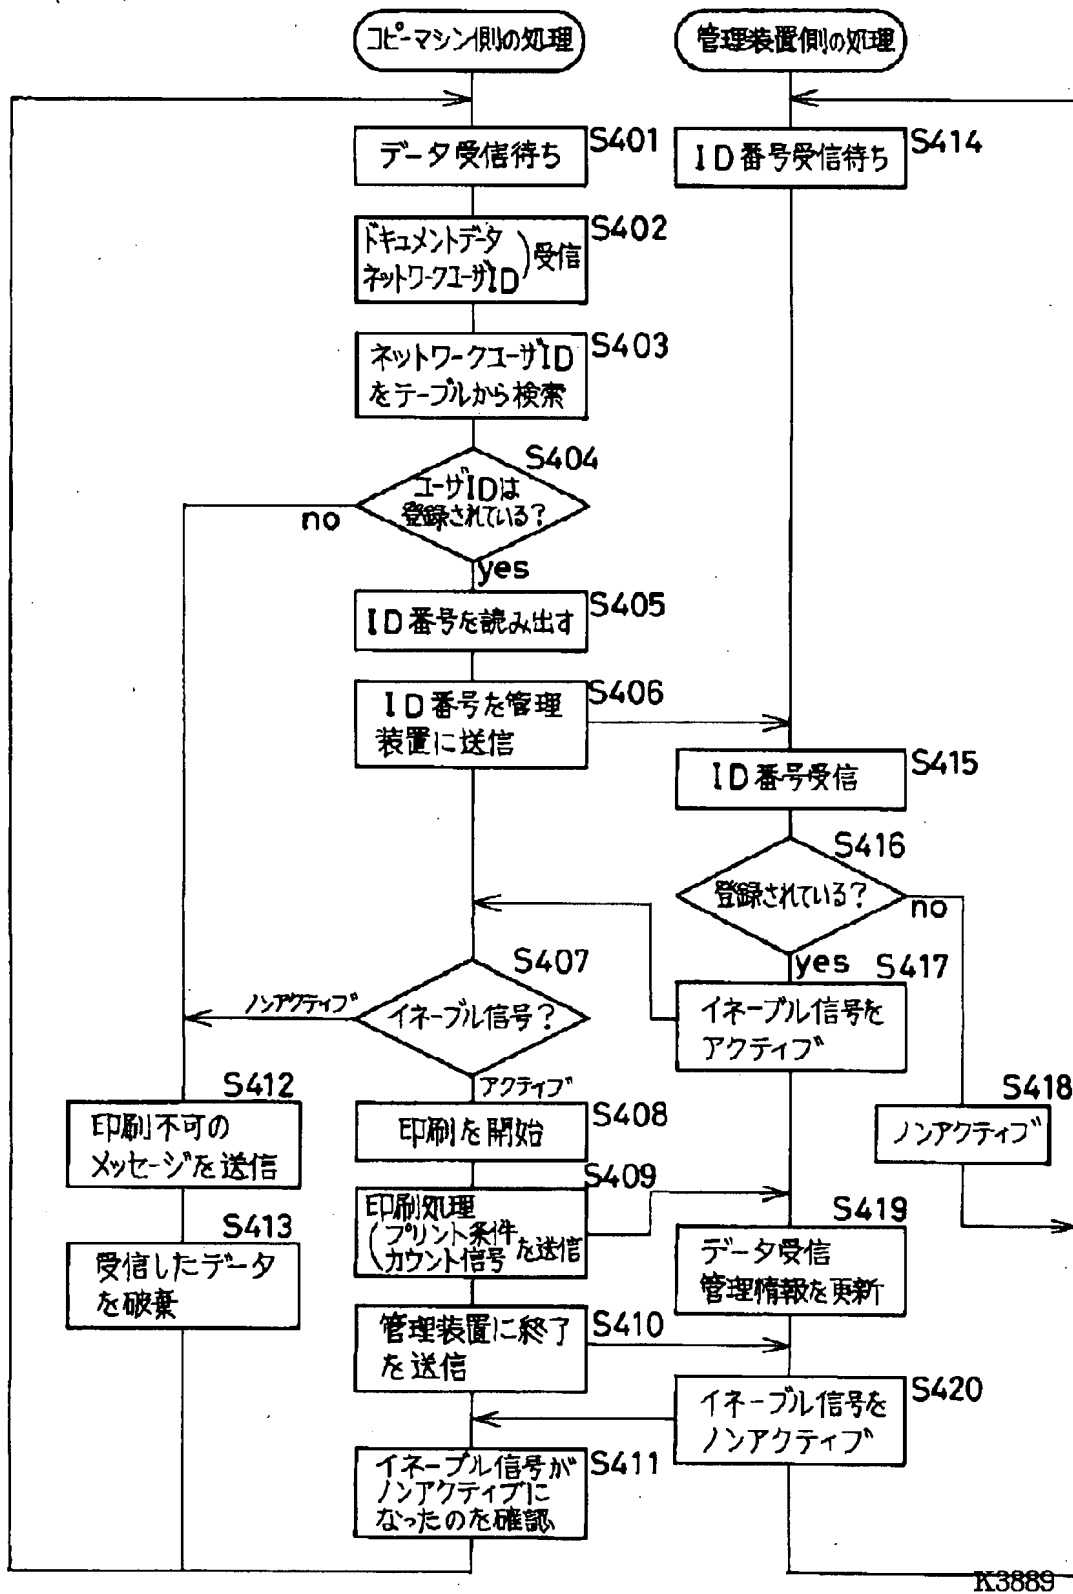 コピーマシン側の処理
管理装置側の処理
データ受信待ち
S401
ID番号受信待ち
S414
ドキュメントデータ
ネットワークユーザID
受信
S402
ネットワークユーザID
をテーブルから検索
S403
S404
ユーザIDは
登録されている?
no
yes
ID番号を読み出す
S405
ID番号を管理
装置に送信
S406
ID番号受信
S415
S416
登録されている?
no
yes
S407
イネーブル信号?
ノンアクティブ
アクティブ
S417
イネーブル信号を
アクティブ
S418
ノンアクティブ
S412
印刷不可の
メッセージを送信
印刷を開始
S408
S409
印刷処理
(プリント条件
カウント信号 を送信
S419
データ受信
管理情報を更新
S413
受信したデータ
を破棄
管理装置に終了
を送信
S410
イネーブル信号を
ノンアクティブ
S420
イネーブル信号が
ノンアクティブに
なったのを確認
S411
K3889